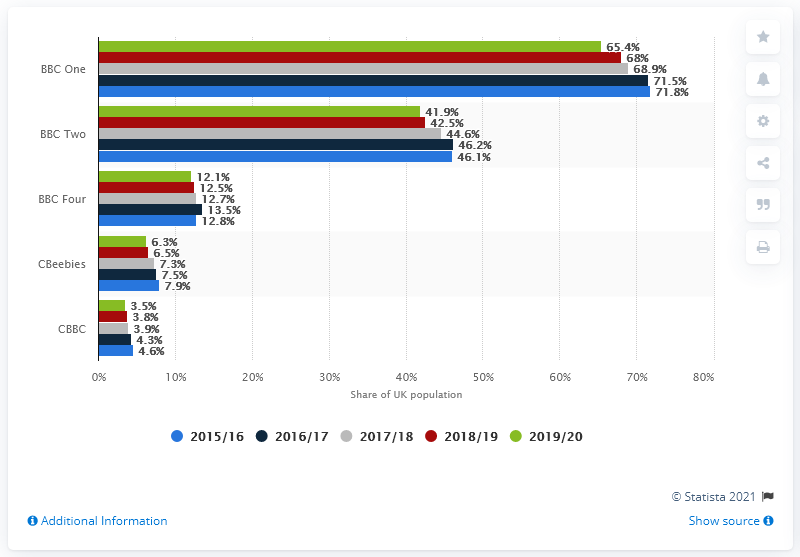 BBC One
65.4%
68%
68.9%
71.5%
71.8%
BBC Two
41.9%
42.5%
44.6%
46.2%
46.1%
BBC Four
12.1%
12.5%
12.7%
13.5%
12.8%
CBeebies
6.3%
6.5%
7.3%
7.5%
7.9%
CBBC
3.5%
3.8%
3.9%
4.3%
4.6%
0% 10% 20% 30% 40% 50% 60% 70% 80%
Share of UK population
2015/16 2016/17 2017/18 2018/19 2019/20
© Statista 2021
Additional Information Show source